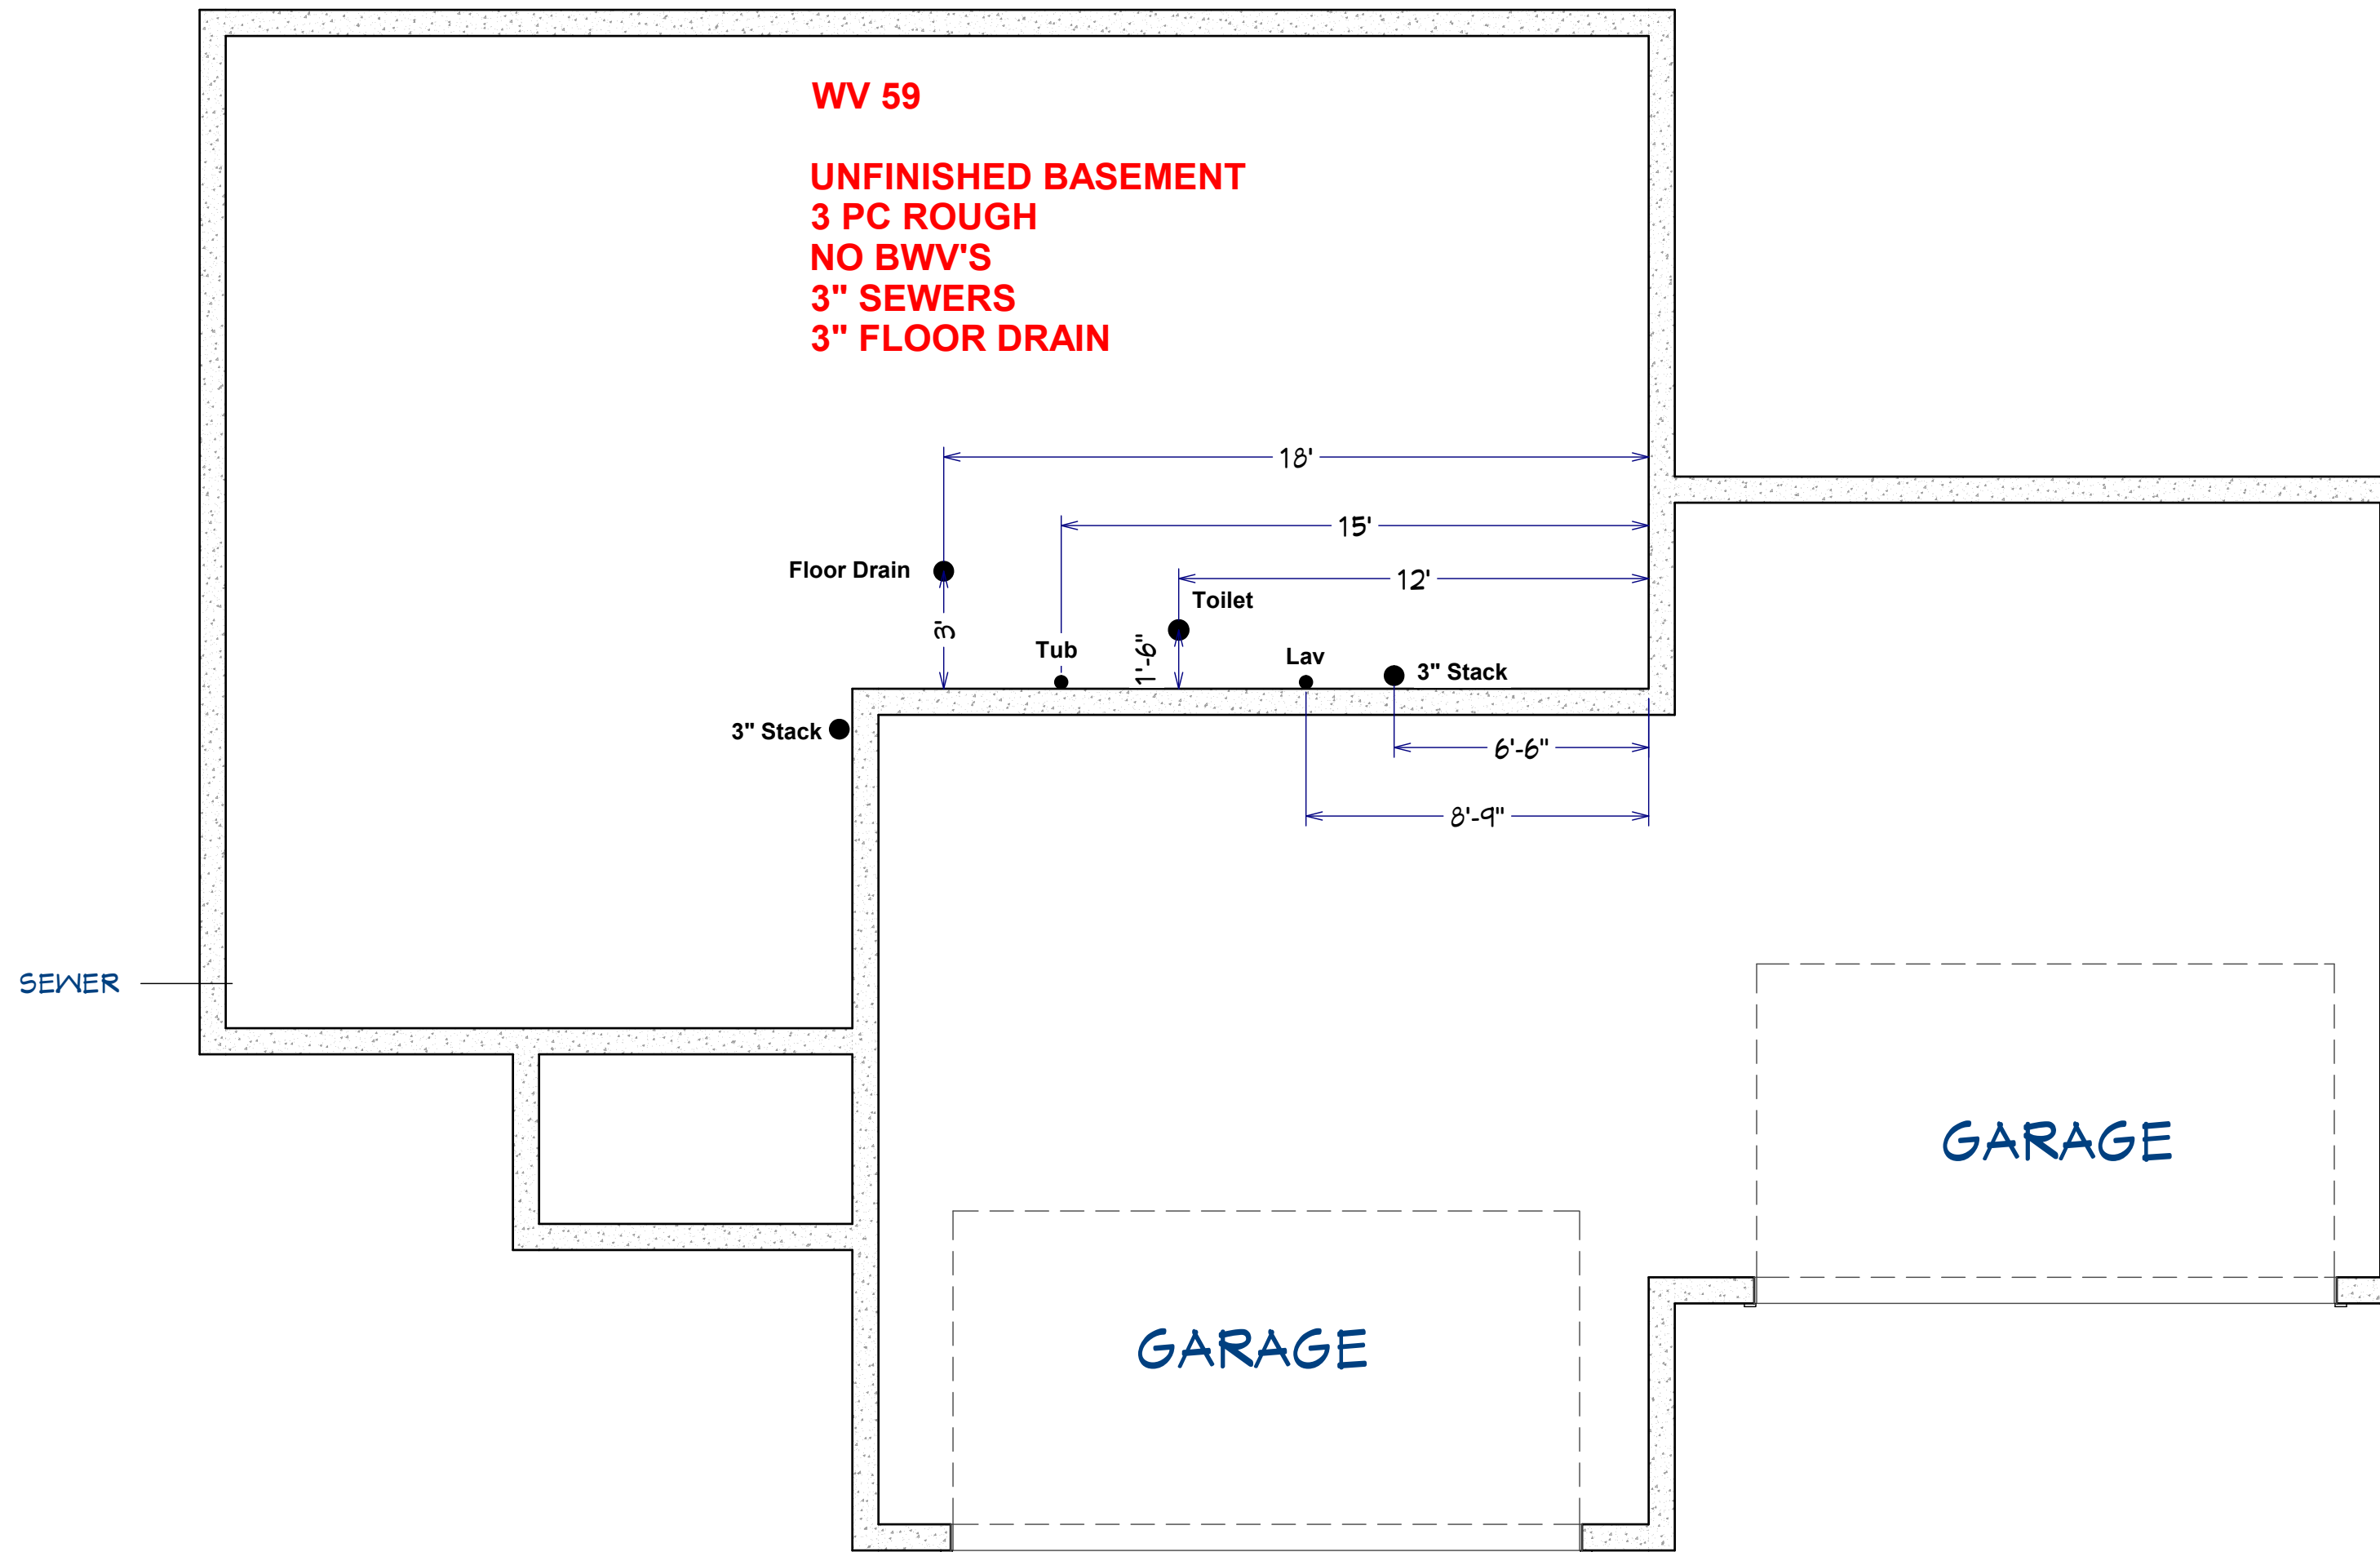 WV 59
UNFINISHED BASEMENT
3 PC ROUGH
NO BWV'S
3" SEWERS
3" FLOOR DRAIN
18'
15'
Floor Drain
12'
Toilet
3'
Tub
1'-6"
Lav
3" Stack
3" Stack
6'-6"
8'-9"
SEWER
GARAGE
GARAGE